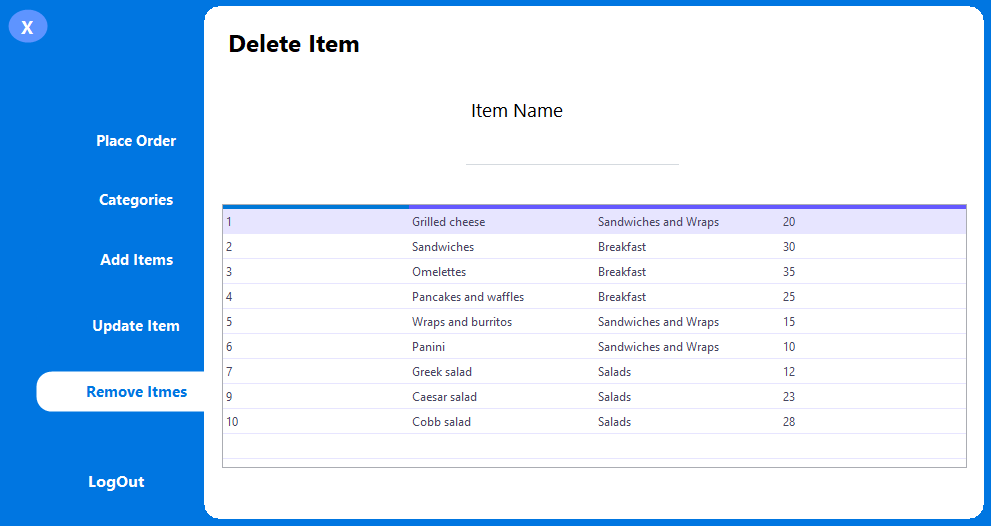 X
Delete Item
Item Name
Place Order
Categories
Add Items
Update Item
Remove Itmes
LogOut
1 Grilled cheese Sandwiches and Wraps 20
2 Sandwiches Breakfast 30
3 Omelettes Breakfast 35
4 Pancakes and waffles Breakfast 25
5 Wraps and burritos Sandwiches and Wraps 15
6 Panini Sandwiches and Wraps 10
7 Greek salad Salads 12
9 Caesar salad Salads 23
10 Cobb salad Salads 28